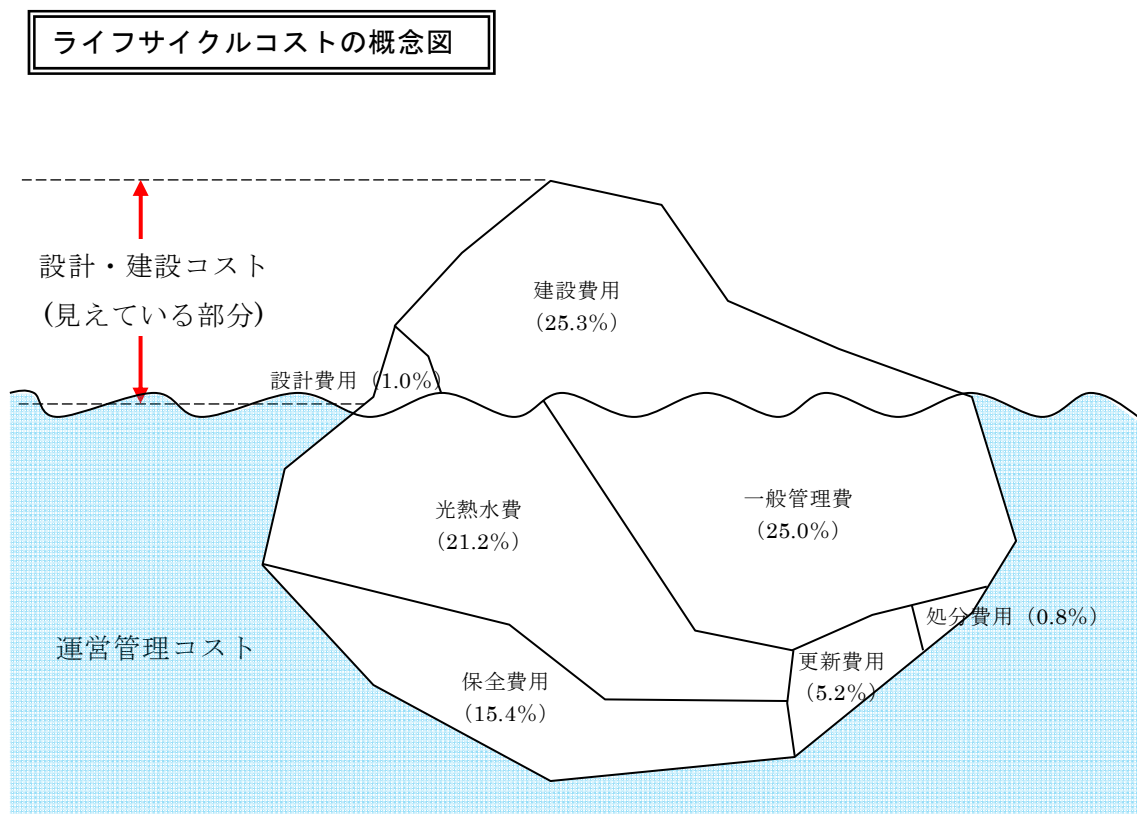 ライフサイクルコストの概念図
設計・建設コスト
(見えている部分)
建設費用
（25.3%）
設計費用（1.0%）
光熱水費
（21.2%）
一般管理費
（25.0%）
処分費用（0.8%）
運営管理コスト
更新費用
（5.2%）
保全費用
（15.4%）